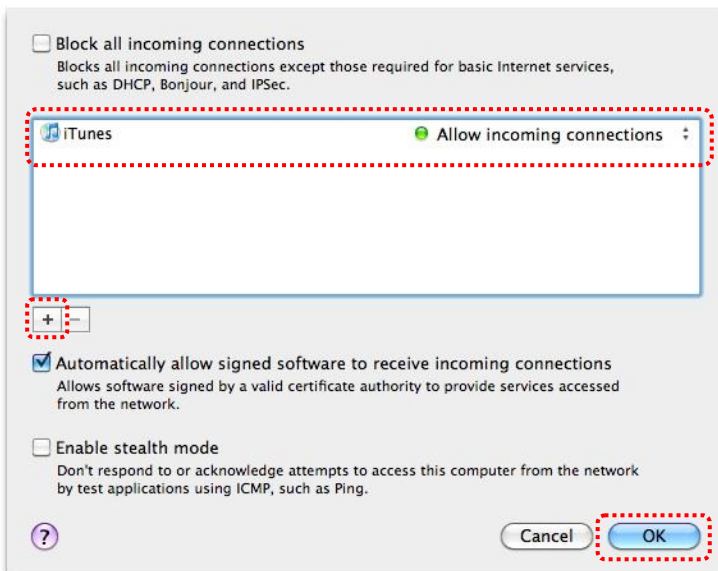 Block all incoming connections
Blocks all incoming connections except those required for basic Internet services,
such as DHCP, Bonjour, and IPSec.
iTunes Allow incoming connections
+ −
Automatically allow signed software to receive incoming connections
Allows software signed by a valid certificate authority to provide services accessed
from the network.
Enable stealth mode
Don't respond to or acknowledge attempts to access this computer from the network
by test applications using ICMP, such as Ping.
? Cancel OK